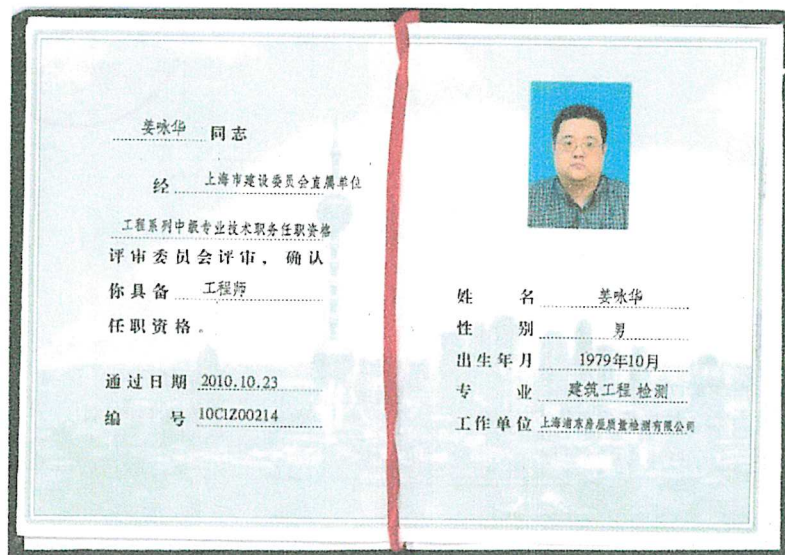 姜咏华 同志
经 上海市建设委员会直属单位
工程系列中级专业技术职务任职资格
评审委员会评审，确认
你具备 工程师
任职资格。
通过日期 2010.10.23
编 号 10C1Z00214
姓 名 姜咏华
性 别 男
出生年月 1979年10月
专 业 建筑工程 检测
工作单位 上海浦东房屋质量检测有限公司